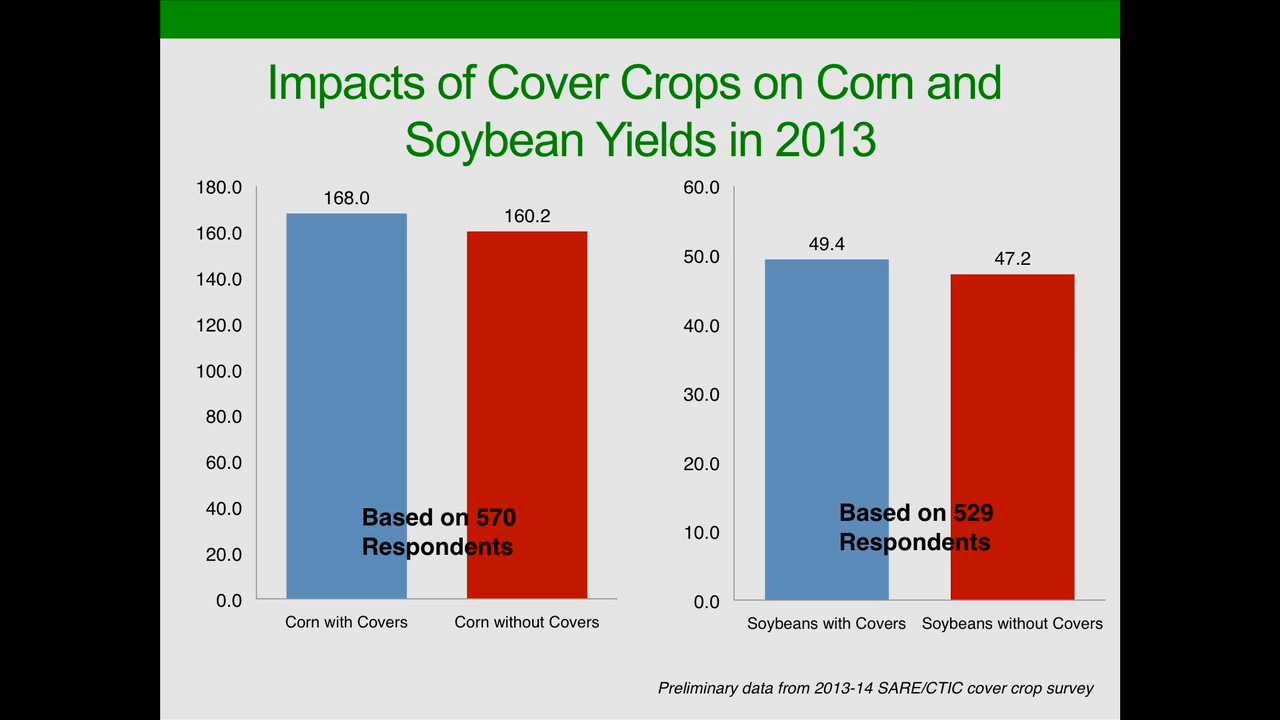 Impacts of Cover Crops on Corn and
Soybean Yields in 2013
180.0
160.0
140.0
120.0
100.0
80.0
60.0
40.0
20.0
0.0
168.0
160.2
Based on 570
Respondents
Corn with Covers
Corn without Covers
60.0
50.0
40.0
30.0
20.0
10.0
0.0
49.4
47.2
Based on 529
Respondents
Soybeans with Covers
Soybeans without Covers
Preliminary data from 2013-14 SARE/CTIC cover crop survey